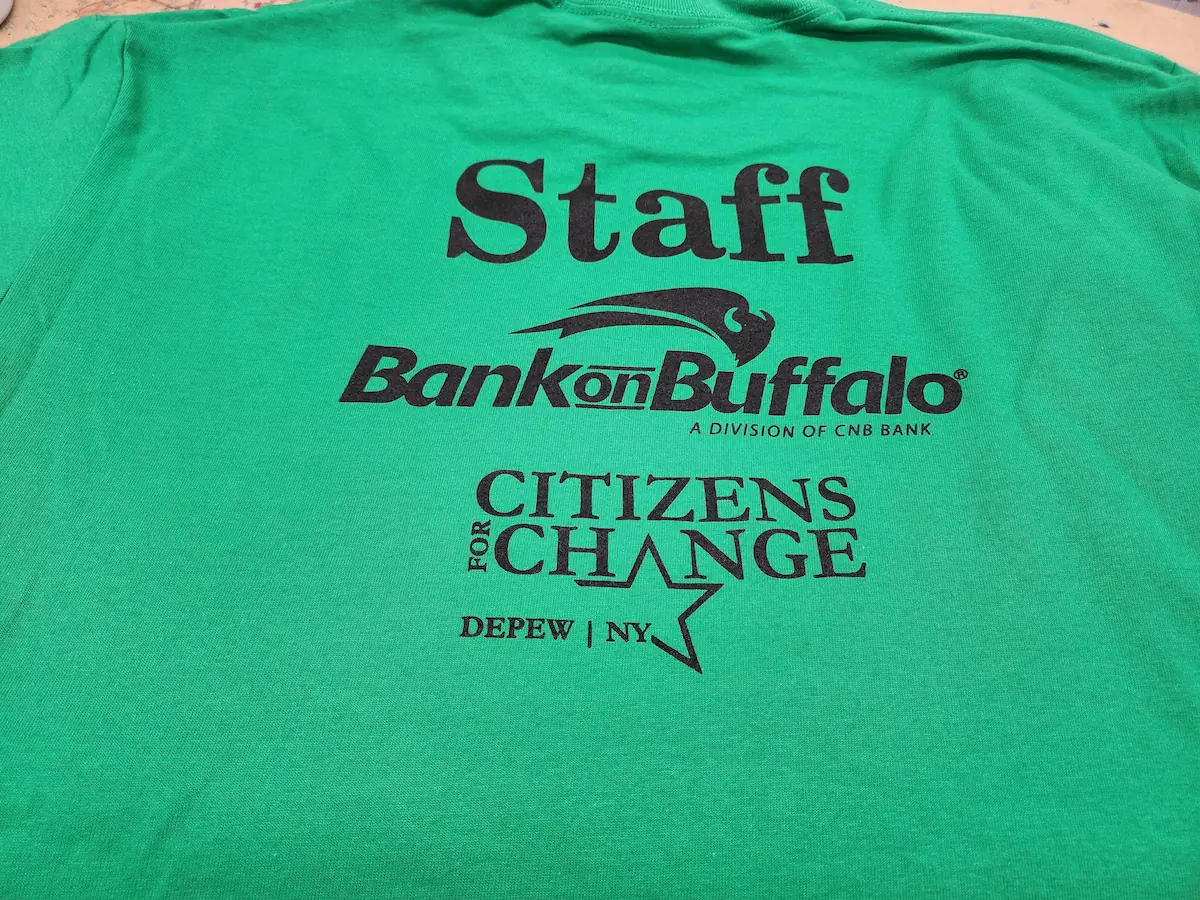 Staff
BankonBuffalo®
A DIVISION OF CNB BANK
CITIZENS
FOR CHANGE
DEPEW | NY